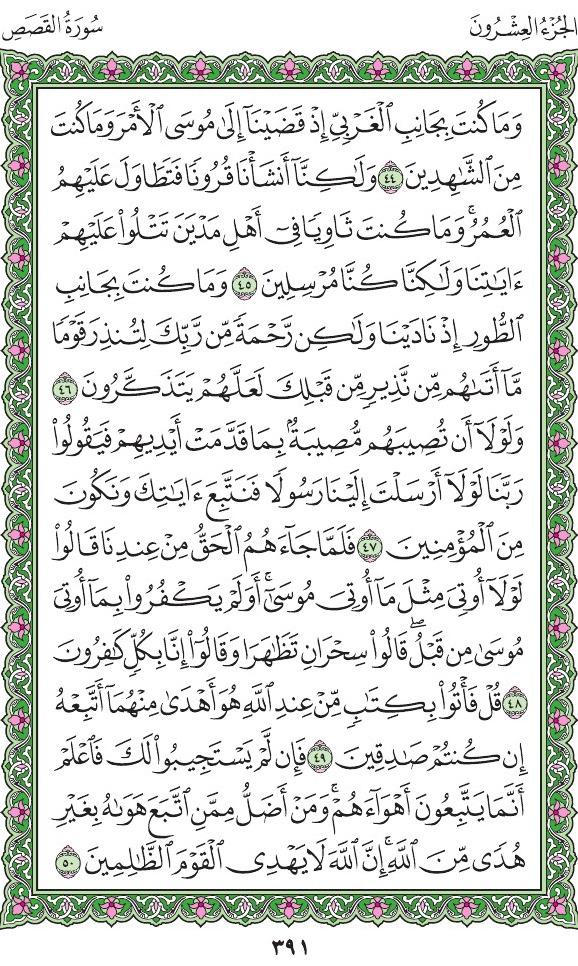 الجُزْءُ العِشْرُونَ
سُورَةُ القَصَصِ
وَمَا كُنتَ بِجَانِبِ ٱلْغَرْبِيِّ إِذْ قَضَيْنَآ إِلَىٰ مُوسَى ٱلْأَمْرَ وَمَا كُنتَ
مِنَ ٱلشَّٰهِدِينَ ٤٤ وَلَٰكِنَّآ أَنشَأْنَا قُرُونًا فَتَطَاوَلَ عَلَيْهِمُ
ٱلْعُمُرُۚ وَمَا كُنتَ ثَاوِيًا فِىٓ أَهْلِ مَدْيَنَ تَتْلُوا۟ عَلَيْهِمْ
ءَايَٰتِنَا وَلَٰكِنَّا كُنَّا مُرْسِلِينَ ٤٥ وَمَا كُنتَ بِجَانِبِ
ٱلطُّورِ إِذْ نَادَيْنَا وَلَٰكِن رَّحْمَةً مِّن رَّبِّكَ لِتُنذِرَ قَوْمًا
مَّآ أَتَىٰهُم مِّن نَّذِيرٍ مِّن قَبْلِكَ لَعَلَّهُمْ يَتَذَكَّرُونَ ٤٦
وَلَوْلَآ أَن تُصِيبَهُم مُّصِيبَةٌۢ بِمَا قَدَّمَتْ أَيْدِيهِمْ فَيَقُولُوا۟
رَبَّنَا لَوْلَآ أَرْسَلْتَ إِلَيْنَا رَسُولًا فَنَتَّبِعَ ءَايَٰتِكَ وَنَكُونَ
مِنَ ٱلْمُؤْمِنِينَ ٤٧ فَلَمَّا جَآءَهُمُ ٱلْحَقُّ مِنْ عِندِنَا قَالُوا۟
لَوْلَآ أُوتِىَ مِثْلَ مَآ أُوتِىَ مُوسَىٰٓۚ أَوَلَمْ يَكْفُرُوا۟ بِمَآ أُوتِىَ
مُوسَىٰ مِن قَبْلُۖ قَالُوا۟ سِحْرَانِ تَظَٰهَرَا وَقَالُوٓا۟ إِنَّا بِكُلٍّ كَٰفِرُونَ
٤٨ قُلْ فَأْتُوا۟ بِكِتَٰبٍ مِّنْ عِندِ ٱللَّهِ هُوَ أَهْدَىٰ مِنْهُمَآ أَتَّبِعْهُ
إِن كُنتُمْ صَٰدِقِينَ ٤٩ فَإِن لَّمْ يَسْتَجِيبُوا۟ لَكَ فَٱعْلَمْ
أَنَّمَا يَتَّبِعُونَ أَهْوَآءَهُمْۚ وَمَنْ أَضَلُّ مِمَّنِ ٱتَّبَعَ هَوَىٰهُ بِغَيْرِ
هُدًى مِّنَ ٱللَّهِۚ إِنَّ ٱللَّهَ لَا يَهْدِى ٱلْقَوْمَ ٱلظَّٰلِمِينَ ٥٠
٣٩١